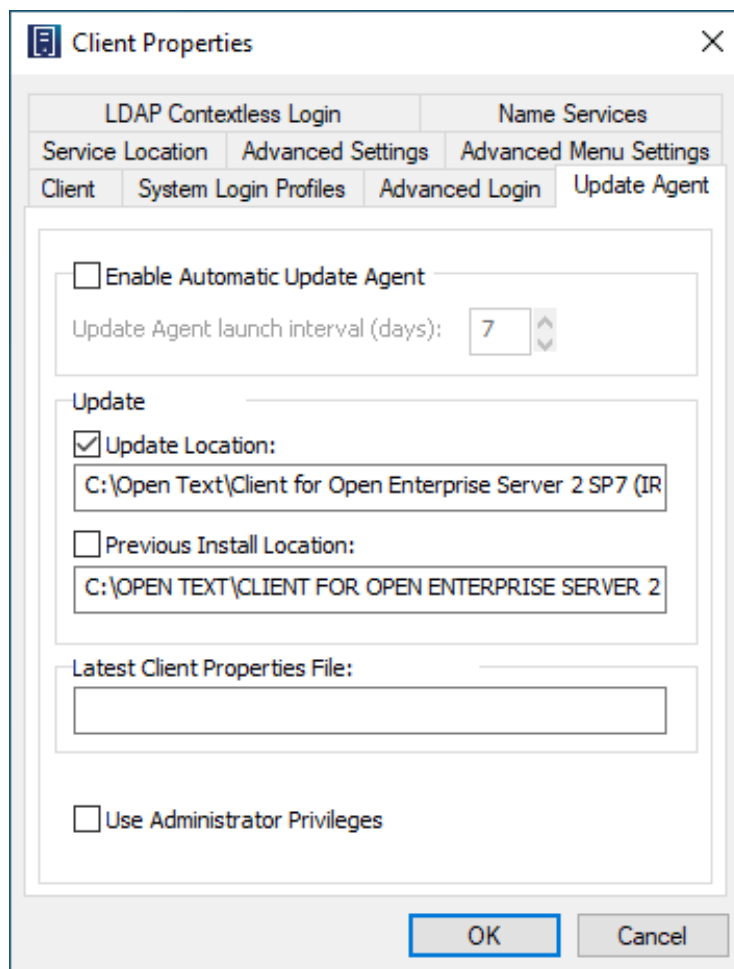 Client Properties
LDAP Contextless Login Name Services
Service Location Advanced Settings Advanced Menu Settings
Client System Login Profiles Advanced Login Update Agent
Enable Automatic Update Agent
Update Agent launch interval (days): 7
Update
Update Location:
C:\Open Text\Client for Open Enterprise Server 2 SP7 (IR
Previous Install Location:
C:\OPEN TEXT\CLIENT FOR OPEN ENTERPRISE SERVER 2
Latest Client Properties File:
Use Administrator Privileges
OK Cancel